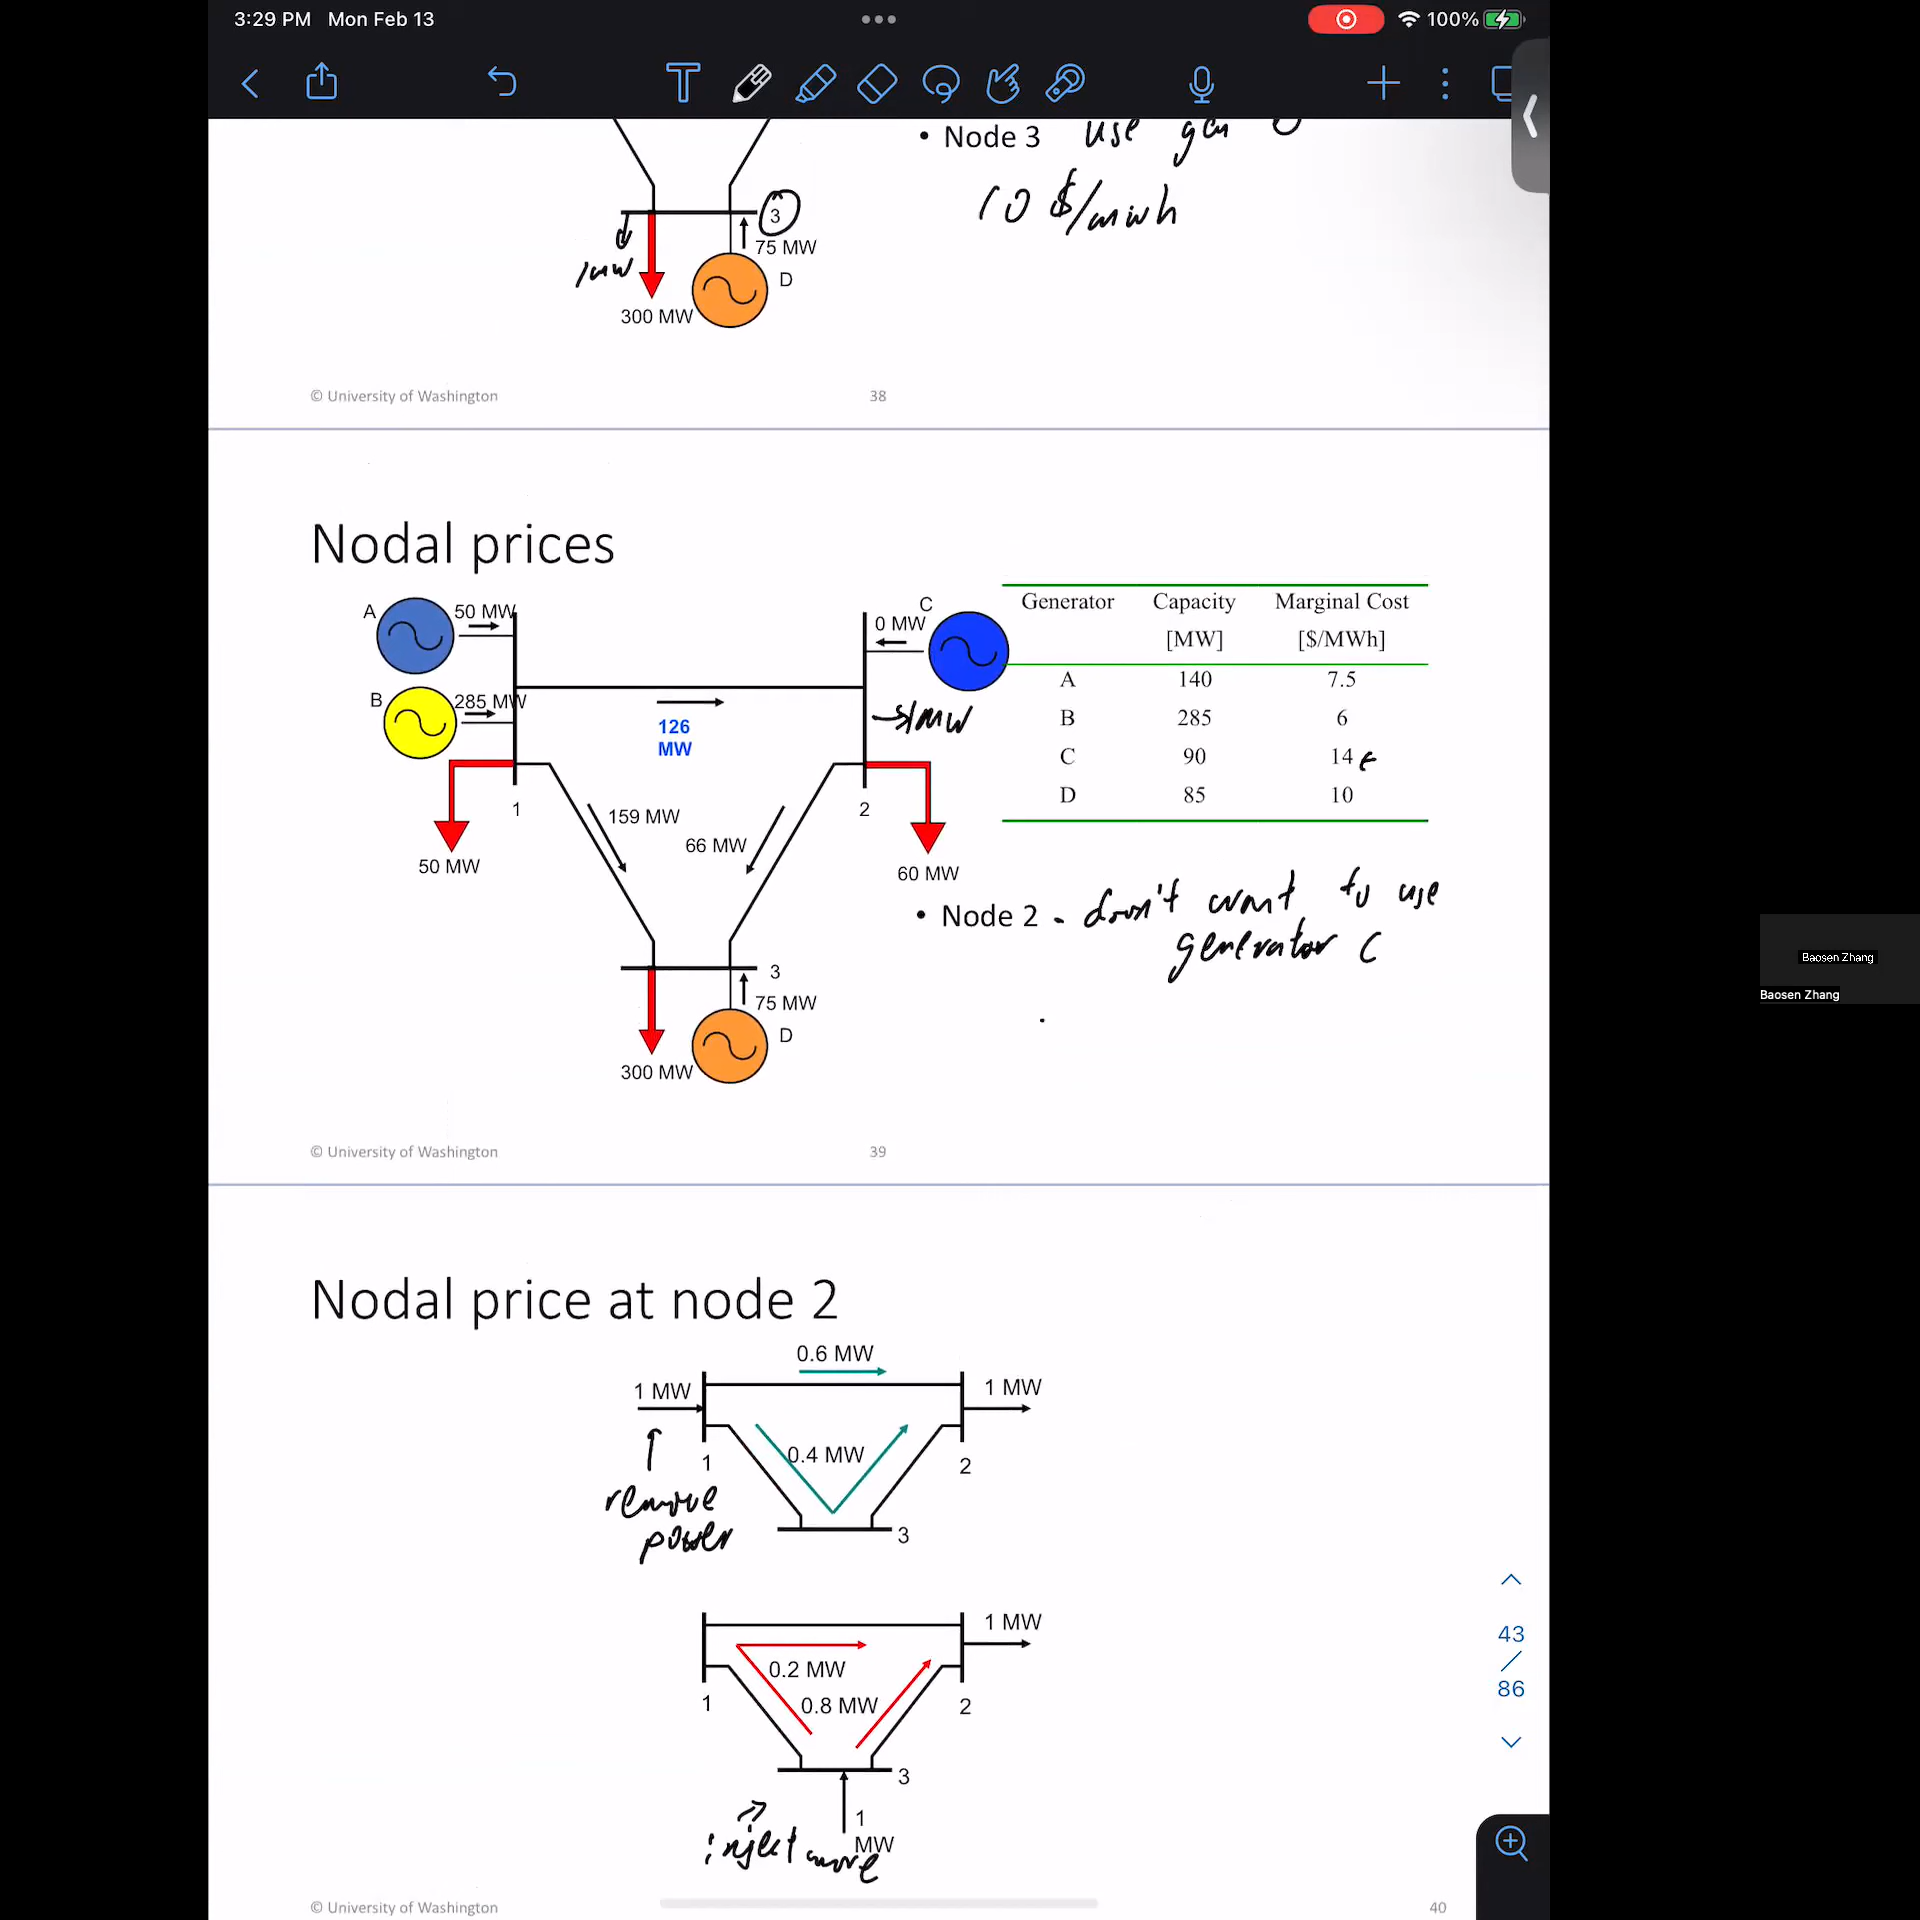 3:29 PM Mon Feb 13
100%
• Node 3 use gen
10 $/mwh
3
1mw
75 MW
D
300 MW
© University of Washington
38
Nodal prices
A
50 MW
B
285 MW
C
0 MW
126
MW
→1MW
1
2
159 MW
66 MW
50 MW
60 MW
3
75 MW
D
300 MW
Generator Capacity Marginal Cost
[MW] [$/MWh]
A 140 7.5
B 285 6
C 90 14
D 85 10
• Node 2 - don't want to use
generator C
© University of Washington
39
Nodal price at node 2
0.6 MW
1 MW
1 MW
0.4 MW
1
2
3
remove
power
1 MW
0.2 MW
0.8 MW
1
2
3
1
MW
inject more
© University of Washington
40
43
/
86
Baosen Zhang
Baosen Zhang